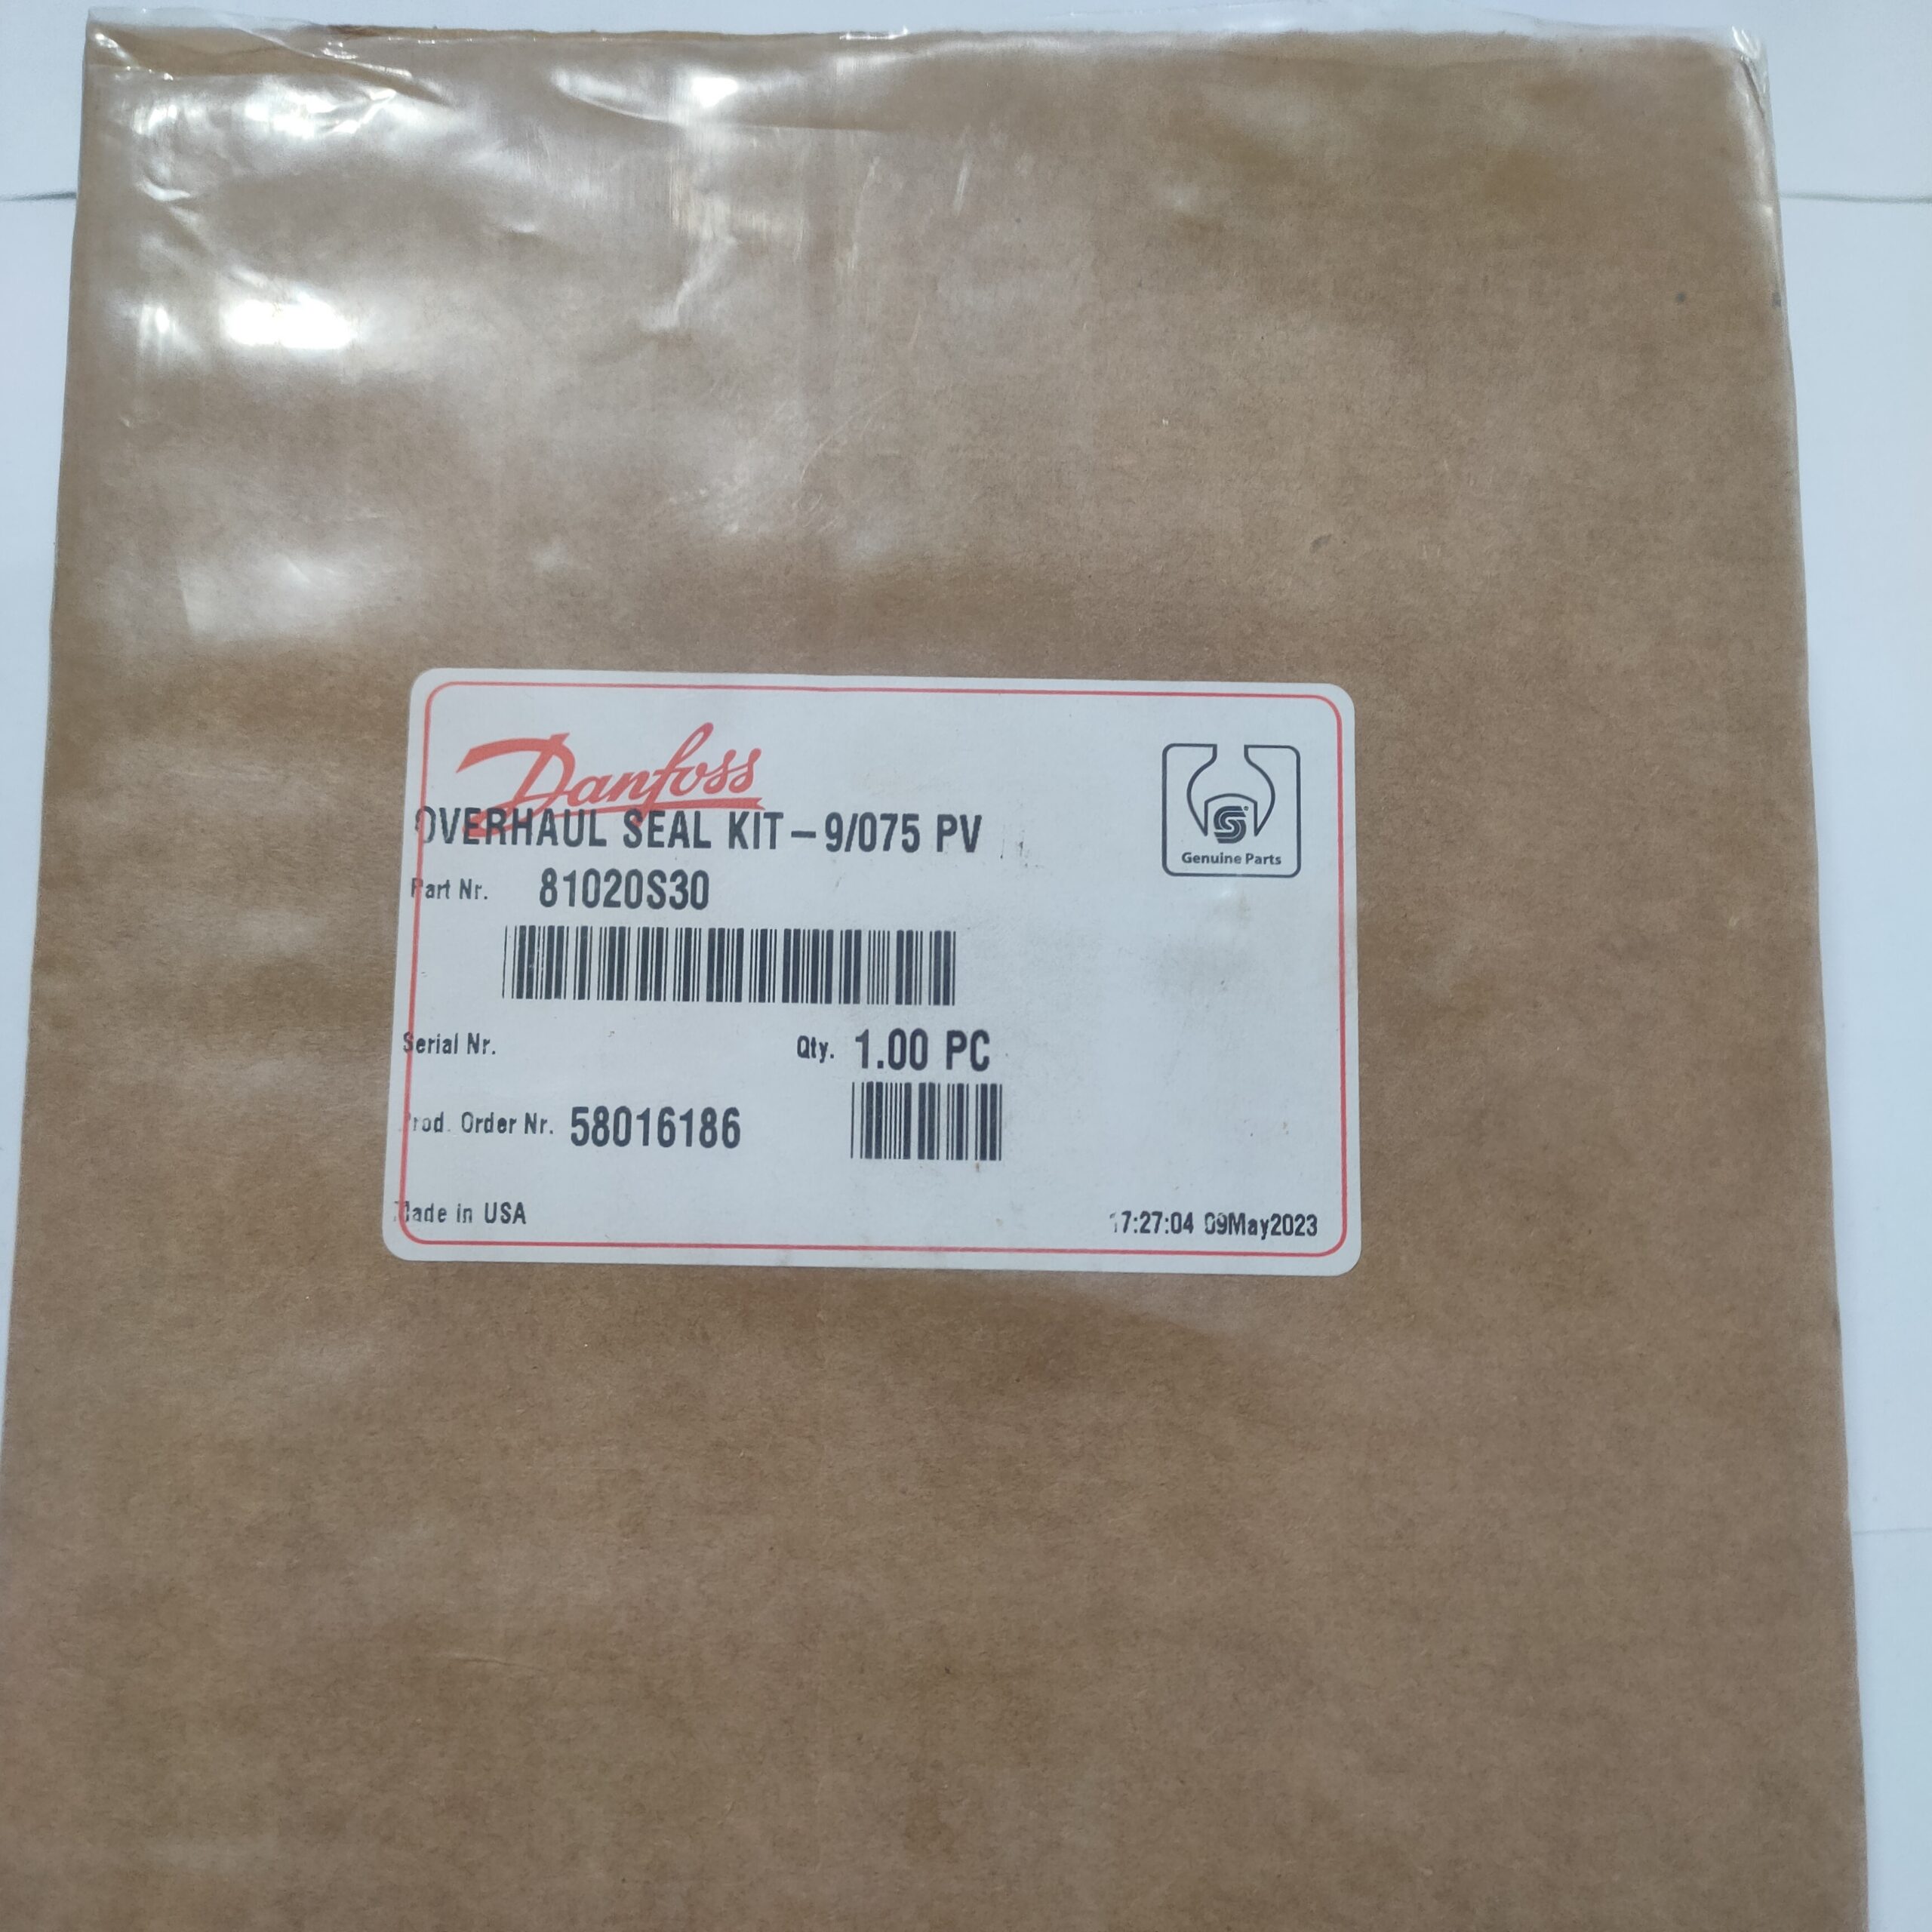 Danfoss
OVERHAUL SEAL KIT-9/075 PV
Genuine Parts
Part Nr. 81020S30
Serial Nr. Qty. 1.00 PC
Prod. Order Nr. 58016186
Made in USA
17:27:04 09May2023